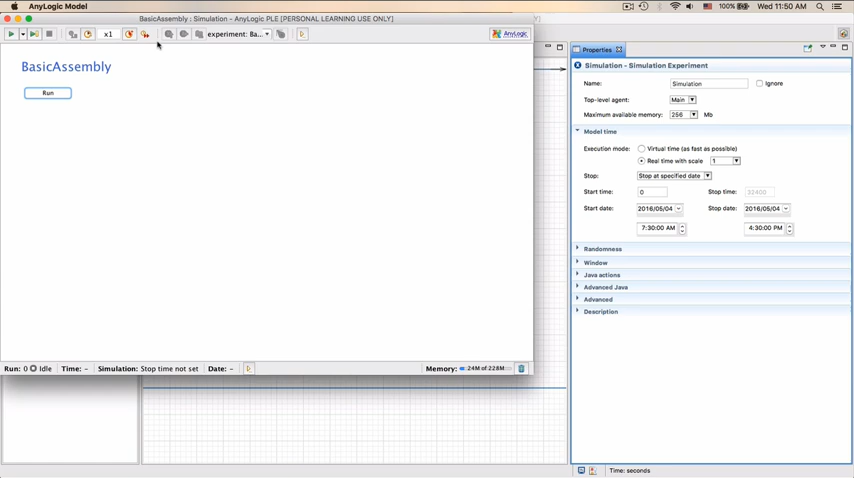 AnyLogic Model
100%
Wed 11:50 AM
BasicAssembly : Simulation - AnyLogic PLE [PERSONAL LEARNING USE ONLY]
x1
experiment: Ba...
AnyLogic
BasicAssembly
Run
Run: 0 Idle
Time: -
Simulation: Stop time not set
Date: -
Memory: 24M of 228M
Properties
Simulation - Simulation Experiment
Name: Simulation Ignore
Top-level agent: Main
Maximum available memory: 256 Mb
Model time
Execution mode: Virtual time (as fast as possible)
Real time with scale 1
Stop: Stop at specified date
Start time: 0 Stop time: 32400
Start date: 2016/05/04 Stop date: 2016/05/04
7:30:00 AM 4:30:00 PM
Randomness
Window
Java actions
Advanced Java
Advanced
Description
Time: seconds